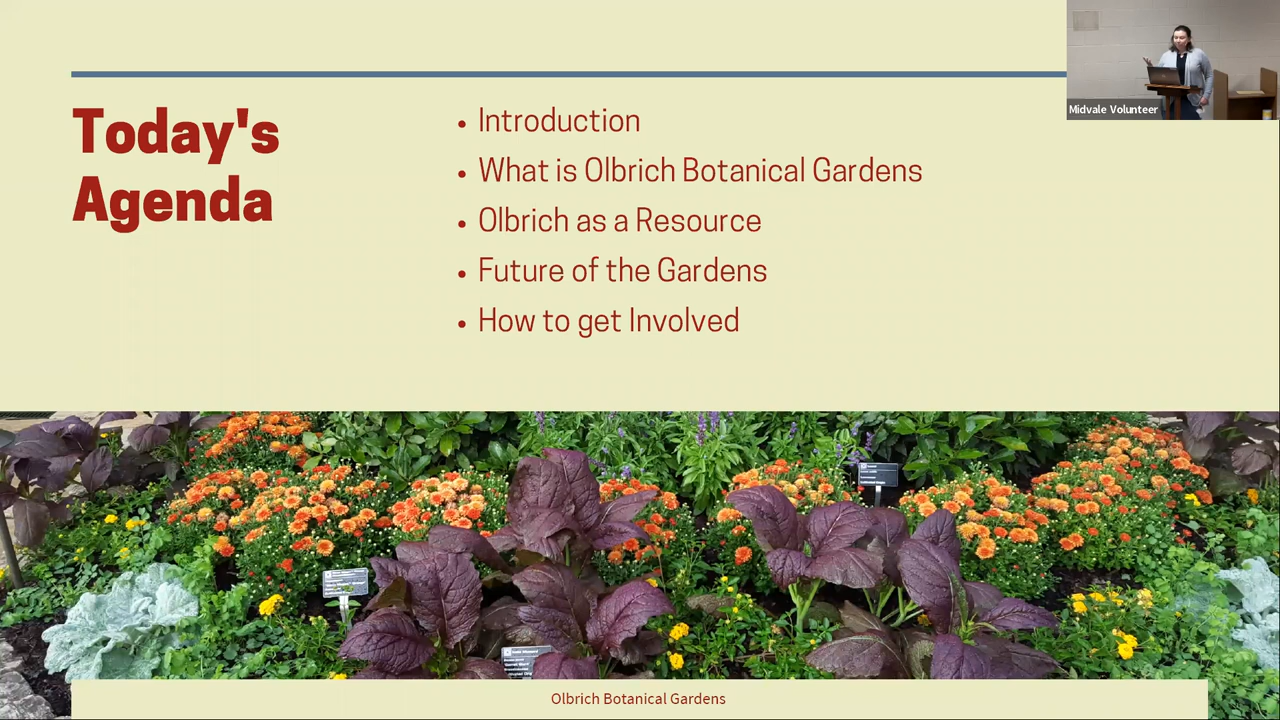 Today's
Agenda
• Introduction
• What is Olbrich Botanical Gardens
• Olbrich as a Resource
• Future of the Gardens
• How to get Involved
Midvale Volunteer
Olbrich Botanical Gardens